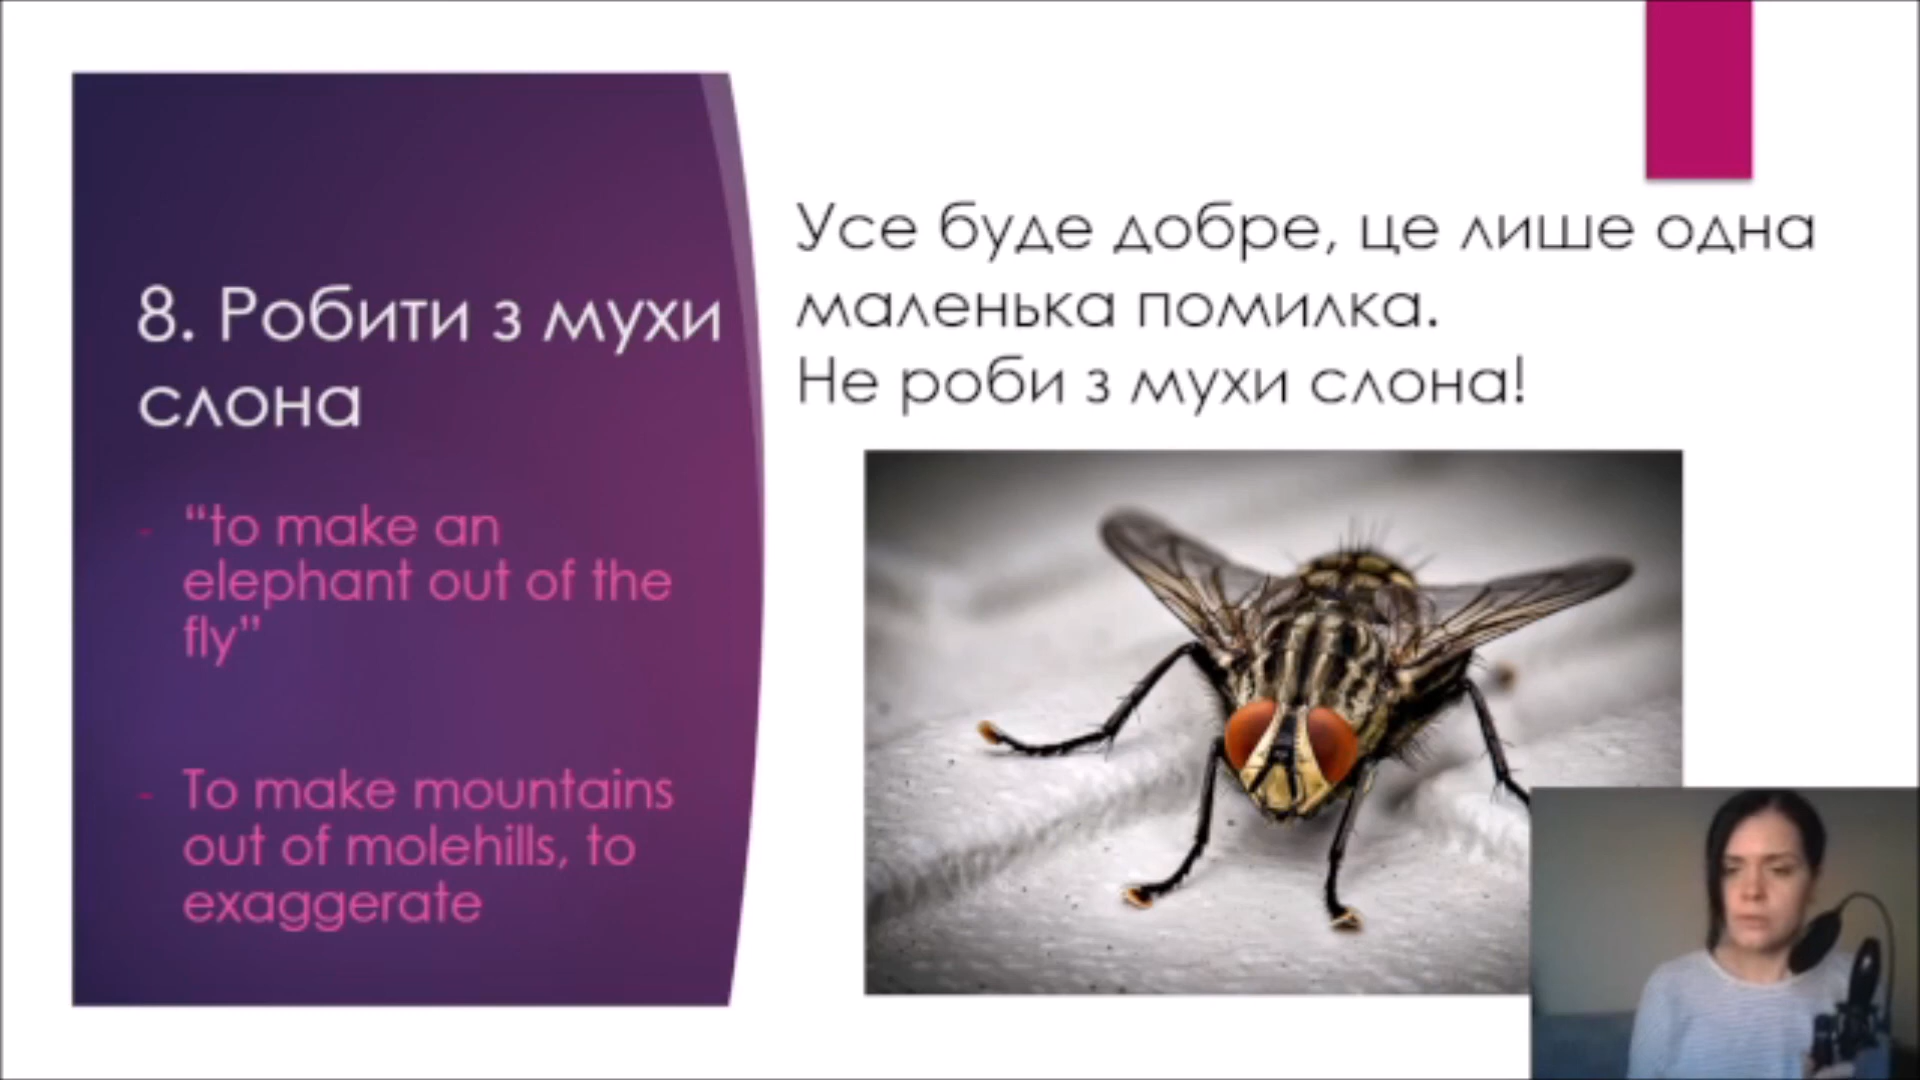 8. Робити з мухи
слона
- “to make an
elephant out of the
fly”
- To make mountains
out of molehills, to
exaggerate
Усе буде добре, це лише одна
маленька помилка.
Не роби з мухи слона!